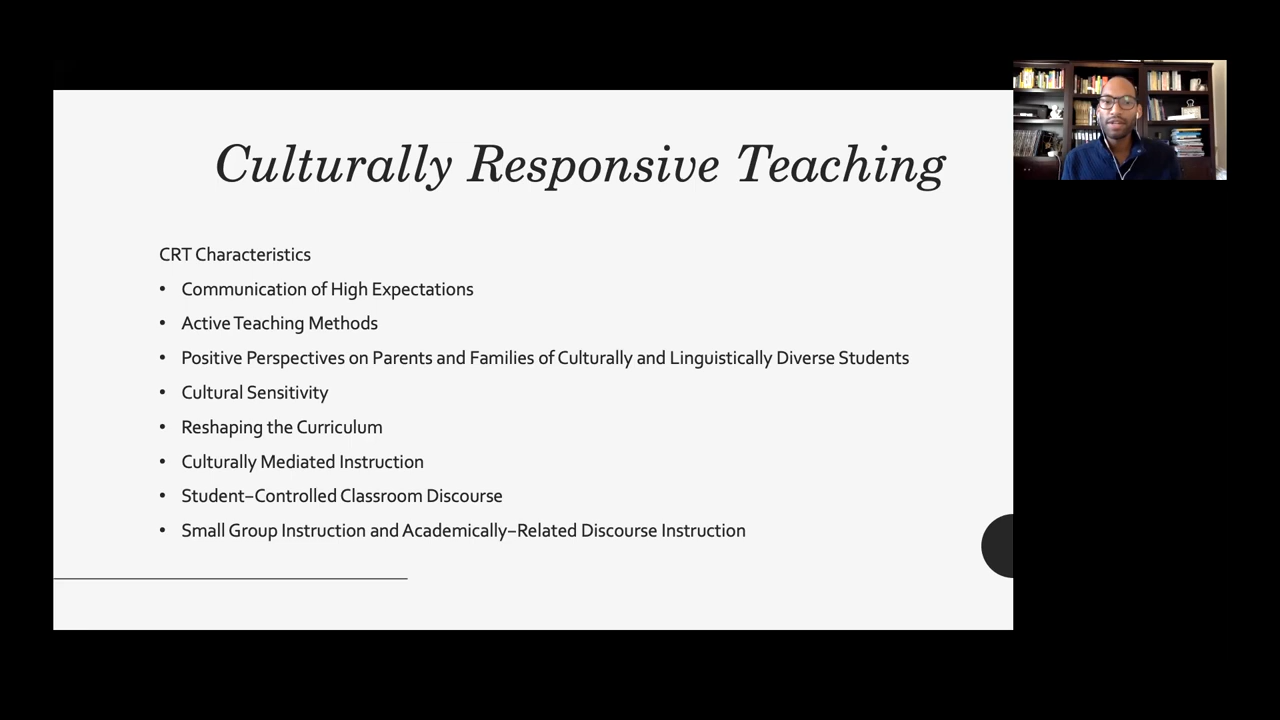 Culturally Responsive Teaching
CRT Characteristics
• Communication of High Expectations
• Active Teaching Methods
• Positive Perspectives on Parents and Families of Culturally and Linguistically Diverse Students
• Cultural Sensitivity
• Reshaping the Curriculum
• Culturally Mediated Instruction
• Student–Controlled Classroom Discourse
• Small Group Instruction and Academically–Related Discourse Instruction